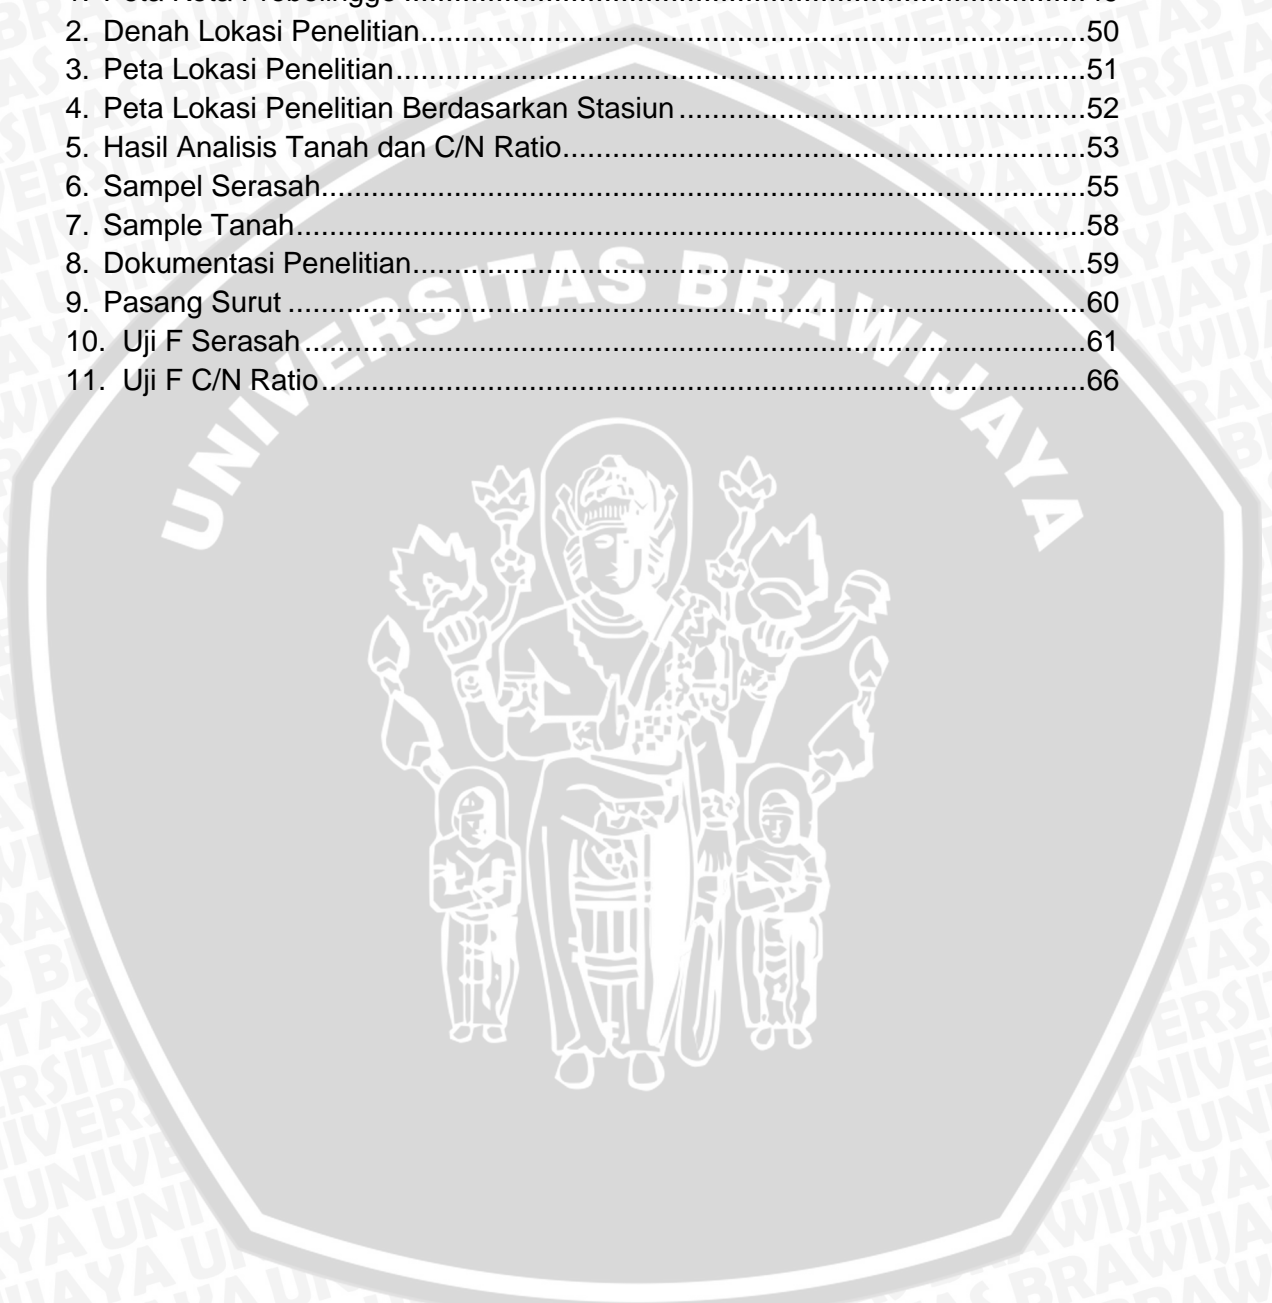 2. Denah Lokasi Penelitian.......................................................................................50
3. Peta Lokasi Penelitian..........................................................................................51
4. Peta Lokasi Penelitian Berdasarkan Stasiun.......................................................52
5. Hasil Analisis Tanah dan C/N Ratio.....................................................................53
6. Sampel Serasah...................................................................................................55
7. Sample Tanah......................................................................................................58
8. Dokumentasi Penelitian.......................................................................................59
9. Pasang Surut.......................................................................................................60
10. Uji F Serasah.....................................................................................................61
11. Uji F C/N Ratio...................................................................................................66
UNIVERSITAS BRAWIJAYA